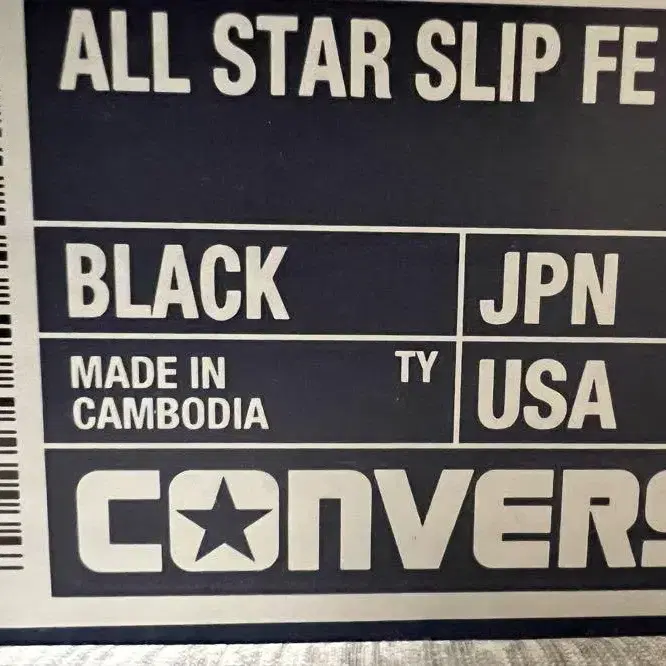 ALL STAR SLIP FE
BLACK
JPN
MADE IN
CAMBODIA
TY
USA
CONVERS